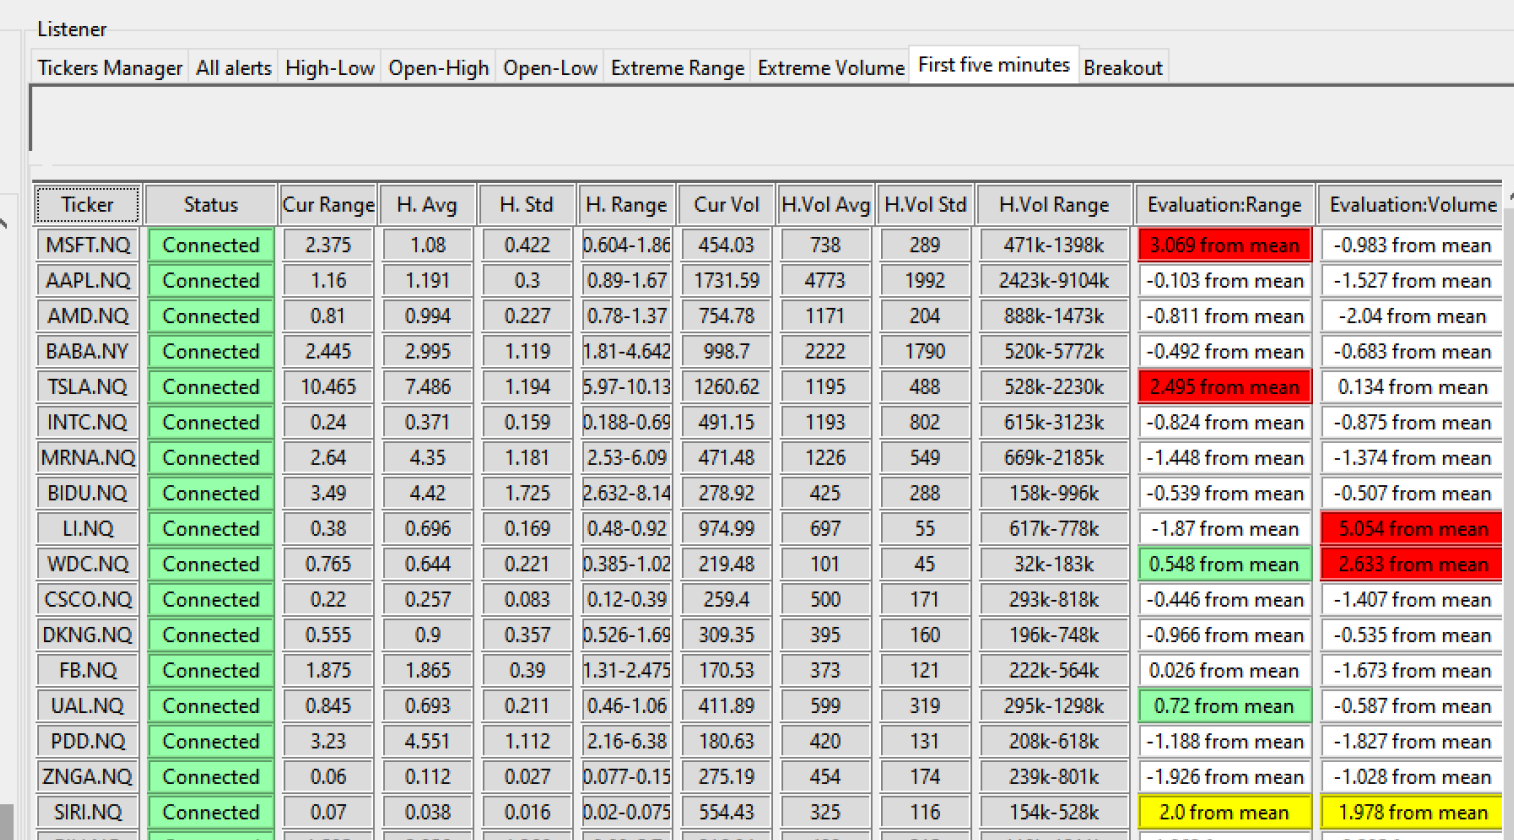 Listener
Tickers Manager All alerts High-Low Open-High Open-Low Extreme Range Extreme Volume First five minutes Breakout
Ticker Status Cur Range H. Avg H. Std H. Range Cur Vol H.Vol Avg H.Vol Std H.Vol Range Evaluation:Range Evaluation:Volume
MSFT.NQ Connected 2.375 1.08 0.422 0.604-1.86 454.03 738 289 471k-1398k 3.069 from mean -0.983 from mean
AAPL.NQ Connected 1.16 1.191 0.3 0.89-1.67 1731.59 4773 1992 2423k-9104k -0.103 from mean -1.527 from mean
AMD.NQ Connected 0.81 0.994 0.227 0.78-1.37 754.78 1171 204 888k-1473k -0.811 from mean -2.04 from mean
BABA.NY Connected 2.445 2.995 1.119 1.81-4.642 998.7 2222 1790 520k-5772k -0.492 from mean -0.683 from mean
TSLA.NQ Connected 10.465 7.486 1.194 5.97-10.13 1260.62 1195 488 528k-2230k 2.495 from mean 0.134 from mean
INTC.NQ Connected 0.24 0.371 0.159 0.188-0.69 491.15 1193 802 615k-3123k -0.824 from mean -0.875 from mean
MRNA.NQ Connected 2.64 4.35 1.181 2.53-6.09 471.48 1226 549 669k-2185k -1.448 from mean -1.374 from mean
BIDU.NQ Connected 3.49 4.42 1.725 2.632-8.14 278.92 425 288 158k-996k -0.539 from mean -0.507 from mean
LI.NQ Connected 0.38 0.696 0.169 0.48-0.92 974.99 697 55 617k-778k -1.87 from mean 5.054 from mean
WDC.NQ Connected 0.765 0.644 0.221 0.385-1.02 219.48 101 45 32k-183k 0.548 from mean 2.633 from mean
CSCO.NQ Connected 0.22 0.257 0.083 0.12-0.39 259.4 500 171 293k-818k -0.446 from mean -1.407 from mean
DKNG.NQ Connected 0.555 0.9 0.357 0.526-1.69 309.35 395 160 196k-748k -0.966 from mean -0.535 from mean
FB.NQ Connected 1.875 1.865 0.39 1.31-2.475 170.53 373 121 222k-564k 0.026 from mean -1.673 from mean
UAL.NQ Connected 0.845 0.693 0.211 0.46-1.06 411.89 599 319 295k-1298k 0.72 from mean -0.587 from mean
PDD.NQ Connected 3.23 4.551 1.112 2.16-6.38 180.63 420 131 208k-618k -1.188 from mean -1.827 from mean
ZNGA.NQ Connected 0.06 0.112 0.027 0.077-0.15 275.19 454 174 239k-801k -1.926 from mean -1.028 from mean
SIRI.NQ Connected 0.07 0.038 0.016 0.02-0.075 554.43 325 116 154k-528k 2.0 from mean 1.978 from mean